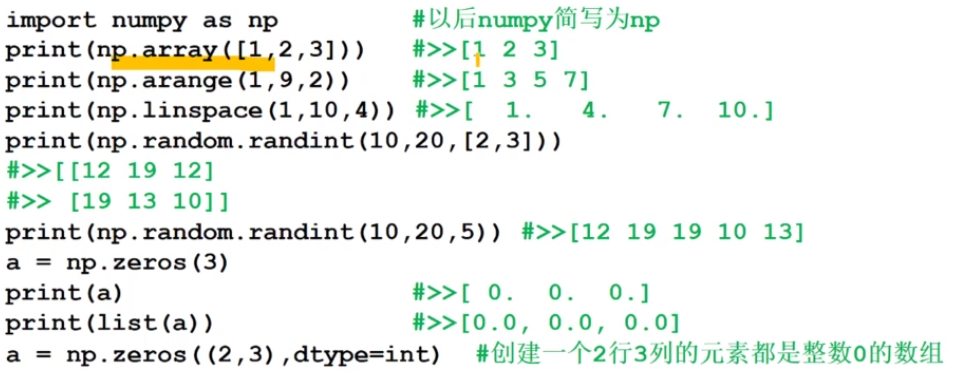 import numpy as np #以后numpy简写为np
print(np.array([1,2,3])) #>>[1 2 3]
print(np.arange(1,9,2)) #>>[1 3 5 7]
print(np.linspace(1,10,4)) #>>[ 1. 4. 7. 10.]
print(np.random.randint(10,20,[2,3]))
#>>[[12 19 12]
#>> [19 13 10]]
print(np.random.randint(10,20,5)) #>>[12 19 19 10 13]
a = np.zeros(3)
print(a) #>>[ 0. 0. 0.]
print(list(a)) #>>[0.0, 0.0, 0.0]
a = np.zeros((2,3),dtype=int) #创建一个2行3列的元素都是整数0的数组